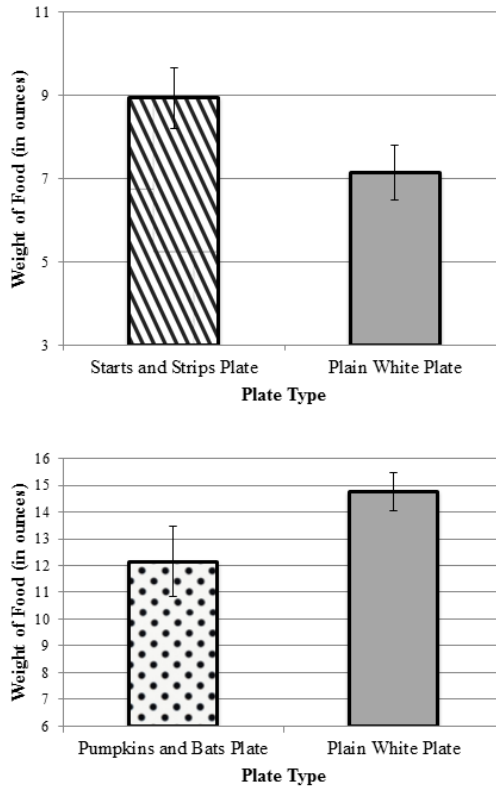 11
9
7
5
3
Weight of Food (in ounces)
Starts and Strips Plate Plain White Plate
Plate Type
16
15
14
13
12
11
10
9
8
7
6
Weight of Food (in ounces)
Pumpkins and Bats Plate Plain White Plate
Plate Type